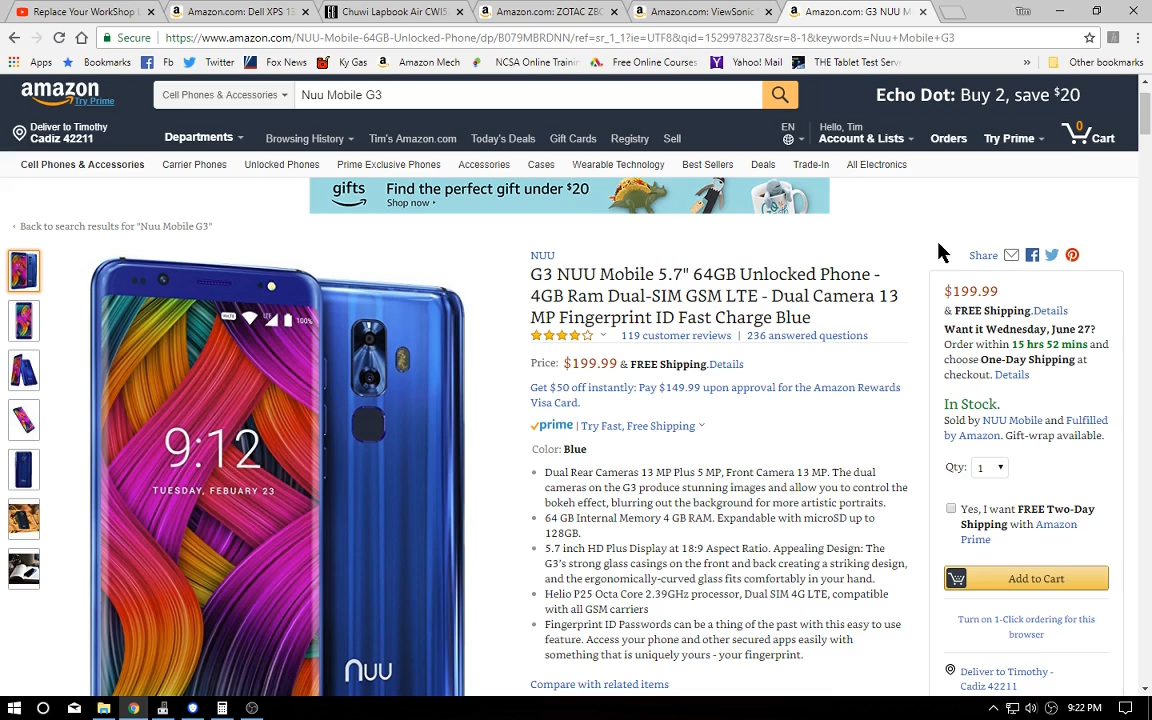 Replace Your WorkShop L
Amazon.com: Dell XPS 13
Chuwi Lapbook Air CWI5
Amazon.com: ZOTAC ZBO
Amazon.com: ViewSonic
Amazon.com: G3 NUU M
Tim
Secure
https://www.amazon.com/NUU-Mobile-64GB-Unlocked-Phone/dp/B079MBRDNN/ref=sr_1_1?ie=UTF8&qid=1529978237&sr=8-1&keywords=Nuu+Mobile+G3
Apps
Bookmarks
Fb
Twitter
Fox News
Ky Gas
Amazon Mech
NCSA Online Trainin
Free Online Courses
Yahoo! Mail
THE Tablet Test Serv
»
Other bookmarks
amazon
Try Prime
Cell Phones & Accessories
Nuu Mobile G3
Echo Dot: Buy 2, save $20
Deliver to Timothy
Cadiz 42211
Departments
Browsing History
Tim's Amazon.com
Today's Deals
Gift Cards
Registry
Sell
EN
Hello, Tim
Account & Lists
Orders
Try Prime
0
Cart
Cell Phones & Accessories
Carrier Phones
Unlocked Phones
Prime Exclusive Phones
Accessories
Cases
Wearable Technology
Best Sellers
Deals
Trade-In
All Electronics
gifts
Find the perfect gift under $20
Shop now ›
‹ Back to search results for "Nuu Mobile G3"
NUU
G3 NUU Mobile 5.7" 64GB Unlocked Phone -
4GB Ram Dual-SIM GSM LTE - Dual Camera 13
MP Fingerprint ID Fast Charge Blue
119 customer reviews | 236 answered questions
Price: $199.99 & FREE Shipping. Details
Get $50 off instantly: Pay $149.99 upon approval for the Amazon Rewards
Visa Card.
prime | Try Fast, Free Shipping
Color: Blue
• Dual Rear Cameras 13 MP Plus 5 MP, Front Camera 13 MP. The dual
cameras on the G3 produce stunning images and allow you to control the
bokeh effect, blurring out the background for more artistic portraits.
• 64 GB Internal Memory 4 GB RAM. Expandable with microSD up to
128GB.
• 5.7 inch HD Plus Display at 18:9 Aspect Ratio. Appealing Design: The
G3's strong glass casings on the front and back creating a striking design,
and the ergonomically-curved glass fits comfortably in your hand.
• Helio P25 Octa Core 2.39GHz processor, Dual SIM 4G LTE, compatible
with all GSM carriers
• Fingerprint ID Passwords can be a thing of the past with this easy to use
feature. Access your phone and other secured apps easily with
something that is uniquely yours - your fingerprint.
Compare with related items
LTE
100%
9:12
TUESDAY, FEBUARY 23
nuu
Share
$199.99
& FREE Shipping. Details
Want it Wednesday, June 27?
Order within 15 hrs 52 mins and
choose One-Day Shipping at
checkout. Details
In Stock.
Sold by NUU Mobile and Fulfilled
by Amazon. Gift-wrap available.
Qty: 1
Yes, I want FREE Two-Day
Shipping with Amazon
Prime
Add to Cart
Turn on 1-Click ordering for this
browser
Deliver to Timothy -
Cadiz 42211
9:22 PM